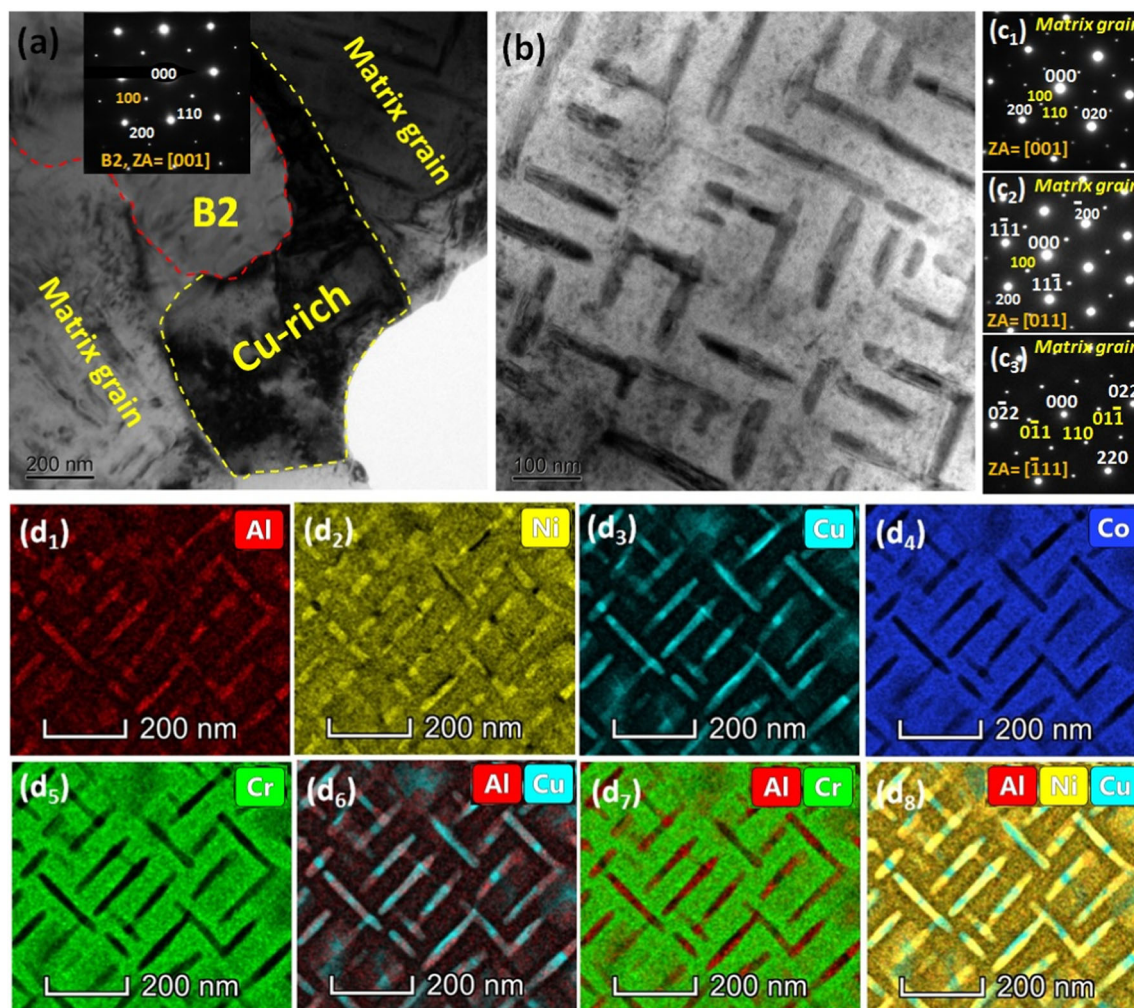 (a)
000
100
110
200
B2, ZA= [001]
B2
Cu-rich
Matrix grain
Matrix grain
200 nm
(b)
100 nm
(c₁)
Matrix grain
000
100
110
200
020
ZA= [001]
(c₂)
Matrix grain
2̅00
11̅1
000
100
111̅
200
ZA= [011]
(c₃)
Matrix grain
000
022
02̅2
01̅1
110
011̅
220
ZA= [1̅11]
(d₁)
Al
200 nm
(d₂)
Ni
200 nm
(d₃)
Cu
200 nm
(d₄)
Co
200 nm
(d₅)
Cr
200 nm
(d₆)
Al Cu
200 nm
(d₇)
Al Cr
200 nm
(d₈)
Al Ni Cu
200 nm